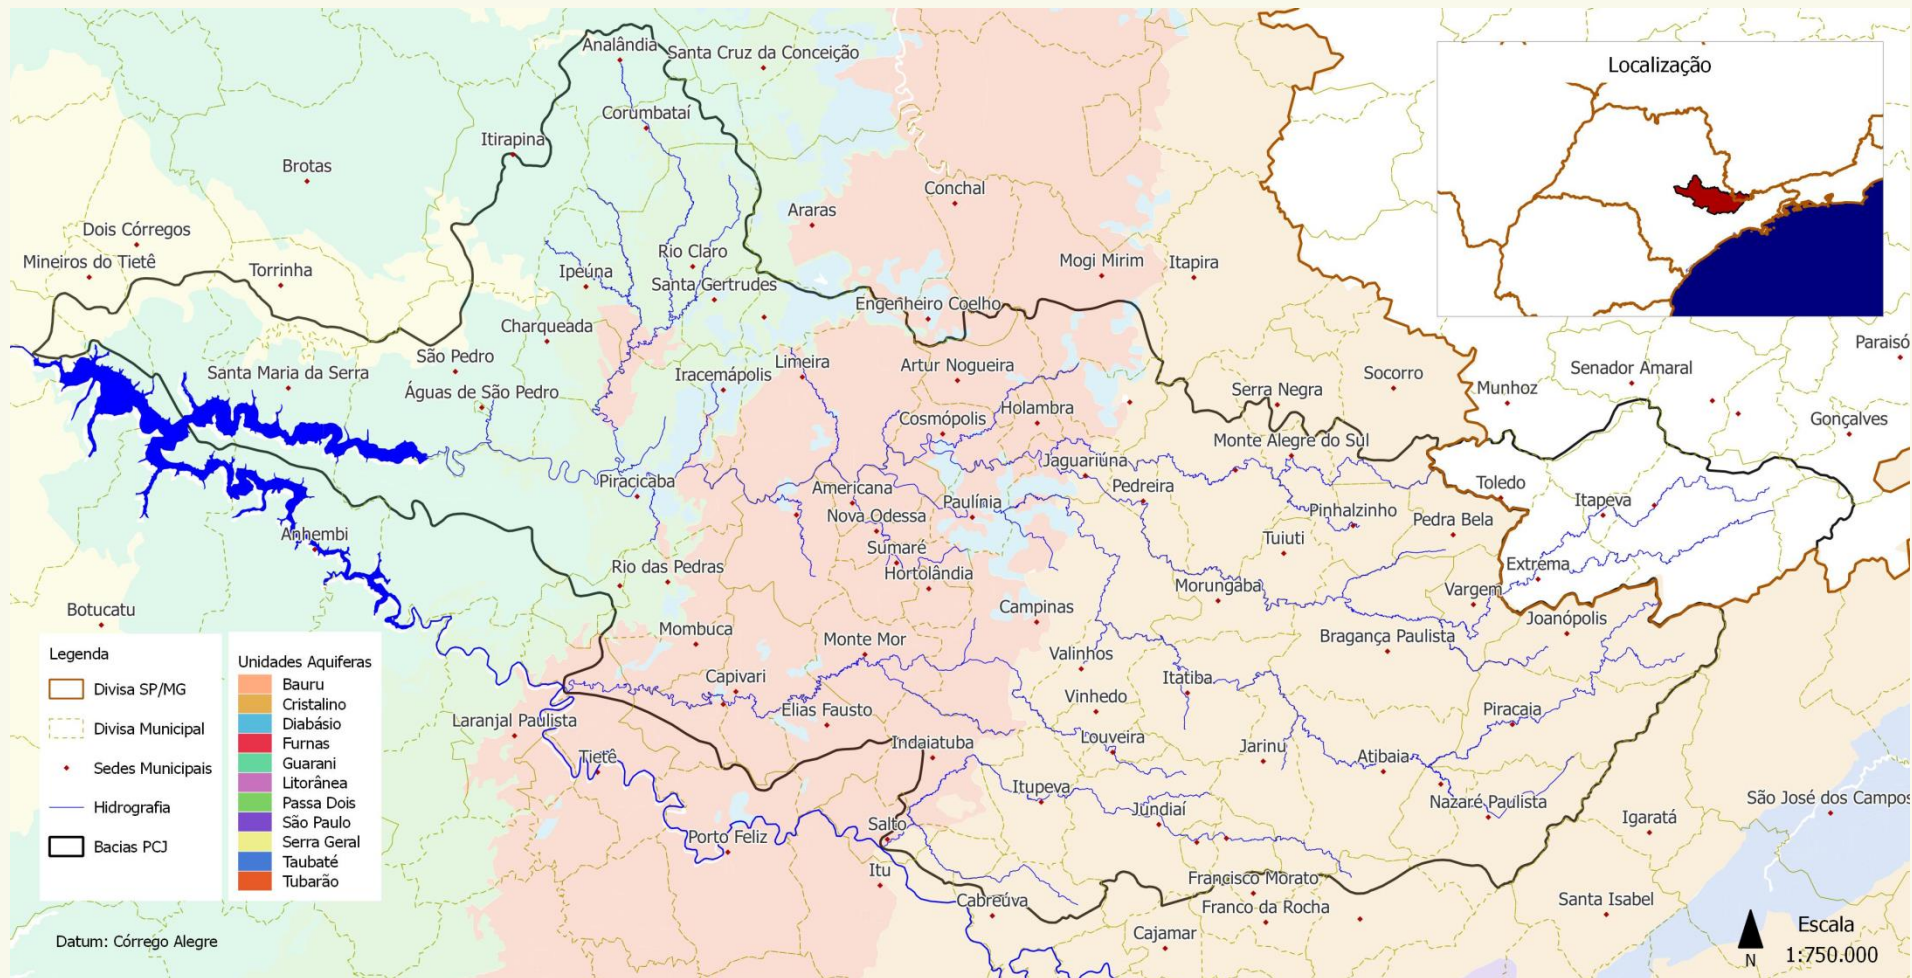 Analândia
Santa Cruz da Conceição
Localização
Corumbataí
Itirapina
Brotas
Conchal
Araras
Dois Córregos
Mineiros do Tietê
Torrinha
Rio Claro
Ipeúna
Santa Gertrudes
Mogi Mirim
Itapira
Engenheiro Coelho
Charqueada
São Pedro
Limeira
Santa Maria da Serra
Iracemápolis
Artur Nogueira
Águas de São Pedro
Serra Negra
Socorro
Munhoz
Senador Amaral
Paraisó
Gonçalves
Cosmópolis
Holambra
Monte Alegre do Sul
Jaguariúna
Piracicaba
Americana
Paulínia
Pedreira
Toledo
Itapeva
Nova Odessa
Pinhalzinho
Pedra Bela
Anhembi
Sumaré
Tuiuti
Rio das Pedras
Hortolândia
Extrema
Morungaba
Vargem
Botucatu
Campinas
Joanópolis
Mombuca
Monte Mor
Bragança Paulista
Valinhos
Capivari
Itatiba
Vinhedo
Elias Fausto
Piracaia
Laranjal Paulista
Indaiatuba
Louveira
Jarinu
Tietê
Atibaia
Itupeva
Jundiaí
Nazaré Paulista
São José dos Campos
Igaratá
Porto Feliz
Salto
Itu
Francisco Morato
Cabreúva
Franco da Rocha
Santa Isabel
Cajamar
Legenda
Divisa SP/MG
Divisa Municipal
Sedes Municipais
Hidrografia
Bacias PCJ
Unidades Aquiferas
Bauru
Cristalino
Diabásio
Furnas
Guarani
Litorânea
Passa Dois
São Paulo
Serra Geral
Taubaté
Tubarão
Datum: Córrego Alegre
N
Escala
1:750.000